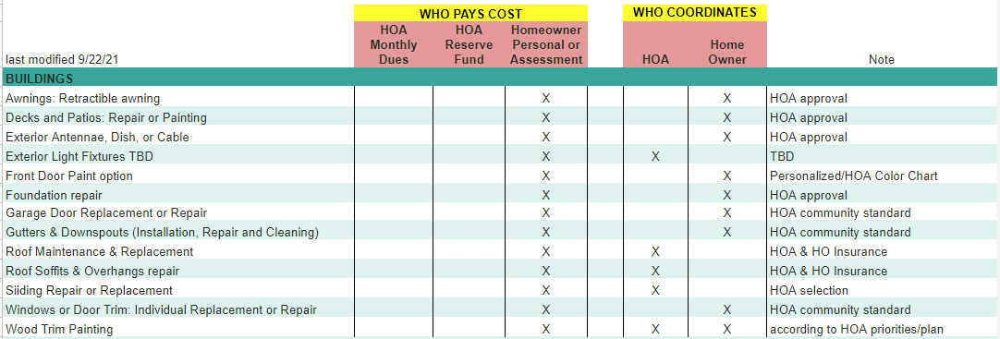 WHO PAYS COST WHO COORDINATES
last modified 9/22/21 HOA Monthly Dues HOA Reserve Fund Homeowner Personal or Assessment HOA Home Owner Note
BUILDINGS
Awnings: Retractible awning X X HOA approval
Decks and Patios: Repair or Painting X X HOA approval
Exterior Antennae, Dish, or Cable X X HOA approval
Exterior Light Fixtures TBD X X TBD
Front Door Paint option X X Personalized/HOA Color Chart
Foundation repair X X HOA approval
Garage Door Replacement or Repair X X HOA community standard
Gutters & Downspouts (Installation, Repair and Cleaning) X X HOA community standard
Roof Maintenance & Replacement X X HOA & HO Insurance
Roof Soffits & Overhangs repair X X HOA & HO Insurance
Siiding Repair or Replacement X X HOA selection
Windows or Door Trim: Individual Replacement or Repair X X HOA community standard
Wood Trim Painting X X X according to HOA priorities/plan